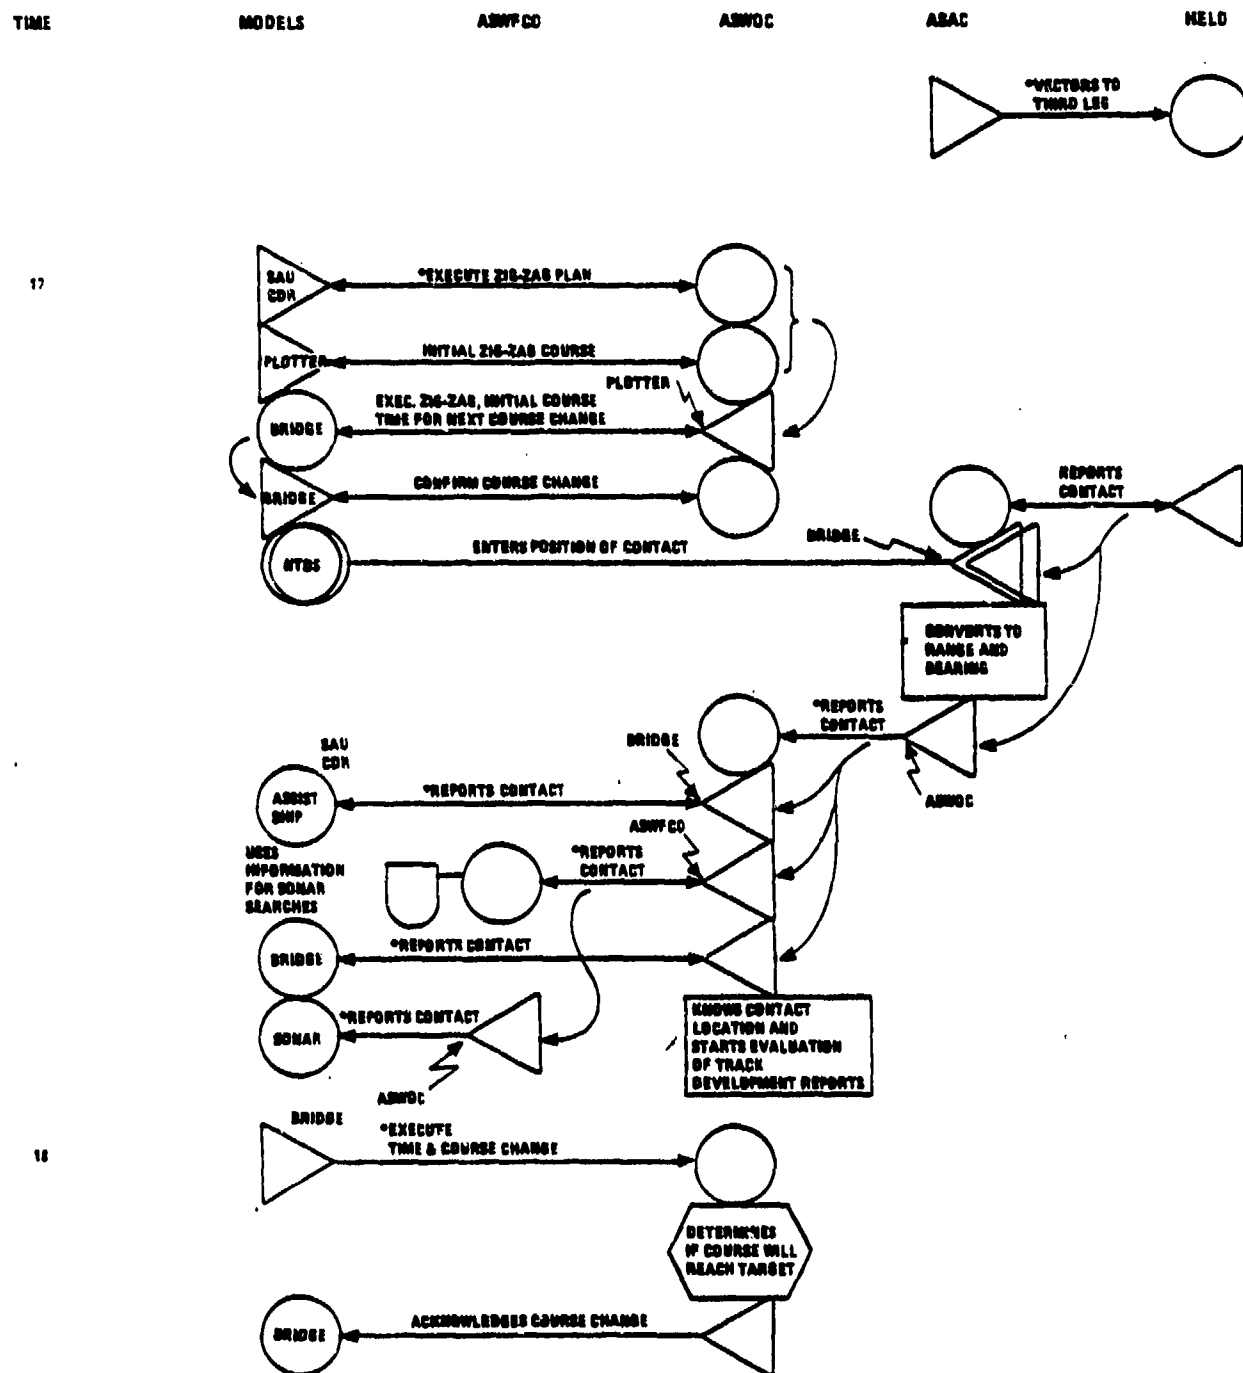 TIME MODELS ASWFCO ASWOC ASAC HELO
*VECTORS TO
THIRD LEG
17
SAU
CDR
*EXECUTE ZIG-ZAG PLAN
PLOTTER
INITIAL ZIG-ZAG COURSE
PLOTTER
EXEC. ZIG-ZAG, INITIAL COURSE
TIME FOR NEXT COURSE CHANGE
BRIDGE
BRIDGE
CONFIRM COURSE CHANGE
REPORTS
CONTACT
NTDS
ENTERS POSITION OF CONTACT
BRIDGE
CONVERTS TO
RANGE AND
BEARING
*REPORTS
CONTACT
SAU
CDR
BRIDGE
ASWOC
ASSIST
SHIP
*REPORTS CONTACT
ASWFCO
USES
INFORMATION
FOR SONAR
SEARCHES
*REPORTS
CONTACT
BRIDGE
*REPORTS CONTACT
SONAR
*REPORTS CONTACT
ASWOC
KNOWS CONTACT
LOCATION AND
STARTS EVALUATION
OF TRACK
DEVELOPMENT REPORTS
BRIDGE
18
*EXECUTE
TIME & COURSE CHANGE
DETERMINES
IF COURSE WILL
REACH TARGET
BRIDGE
ACKNOWLEDGES COURSE CHANGE